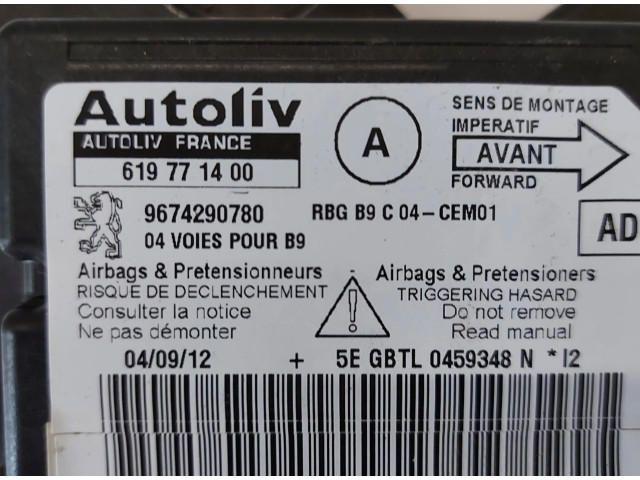 Autoliv
AUTOLIV FRANCE
619 77 14 00
A
SENS DE MONTAGE
IMPERATIF
AVANT
FORWARD
9674290780
RBG B9 C 04-CEM01
04 VOIES POUR B9
AD
Airbags & Pretensionneurs
RISQUE DE DECLENCHEMENT
Consulter la notice
Ne pas démonter
!
Airbags & Pretensioners
TRIGGERING HASARD
Do not remove
Read manual
04/09/12 + 5E GBTL 0459348 N *12